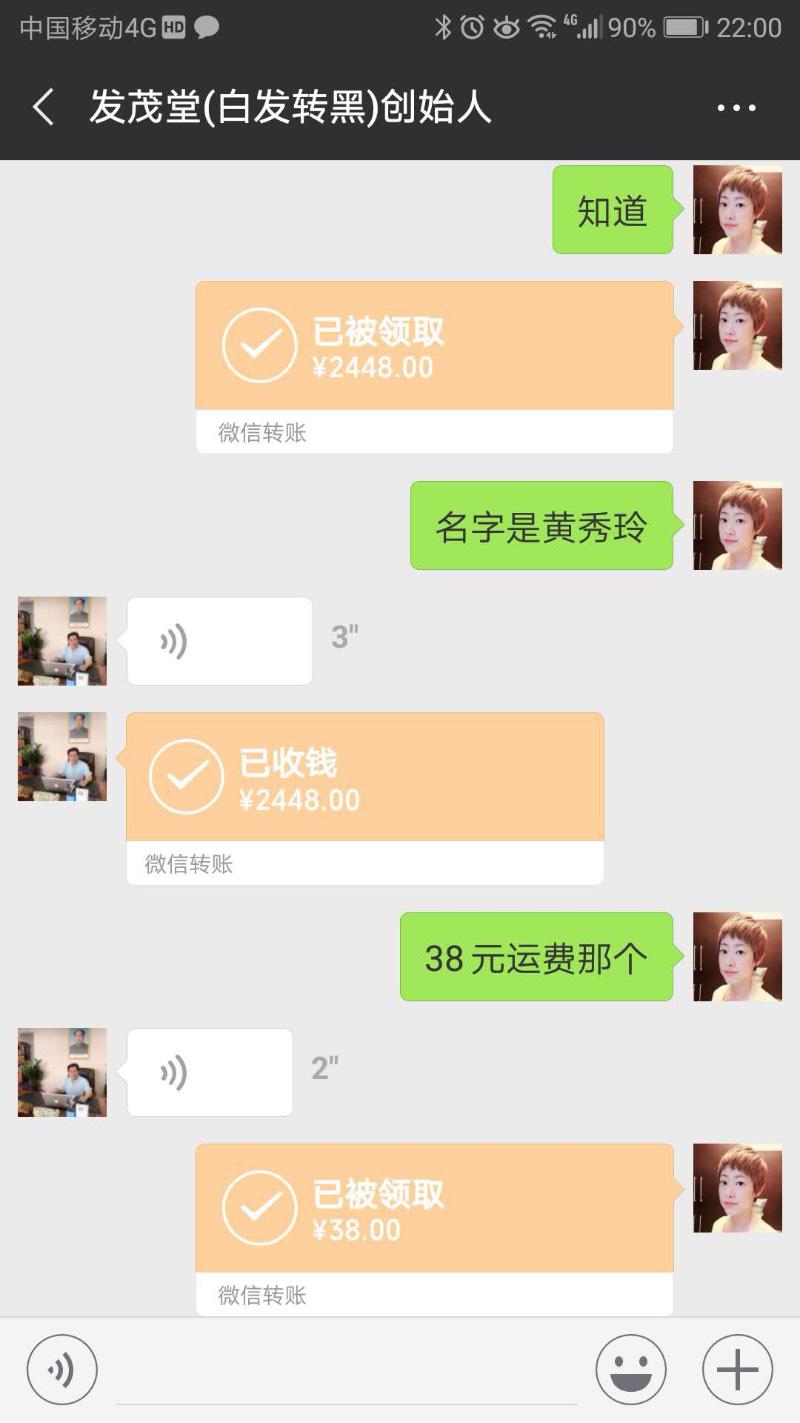 中国移动4G HD 4G 90% 22:00
发茂堂(白发转黑)创始人
知道
已被领取
¥2448.00
微信转账
名字是黄秀玲
3"
已收钱
¥2448.00
微信转账
38元运费那个
2"
已被领取
¥38.00
微信转账